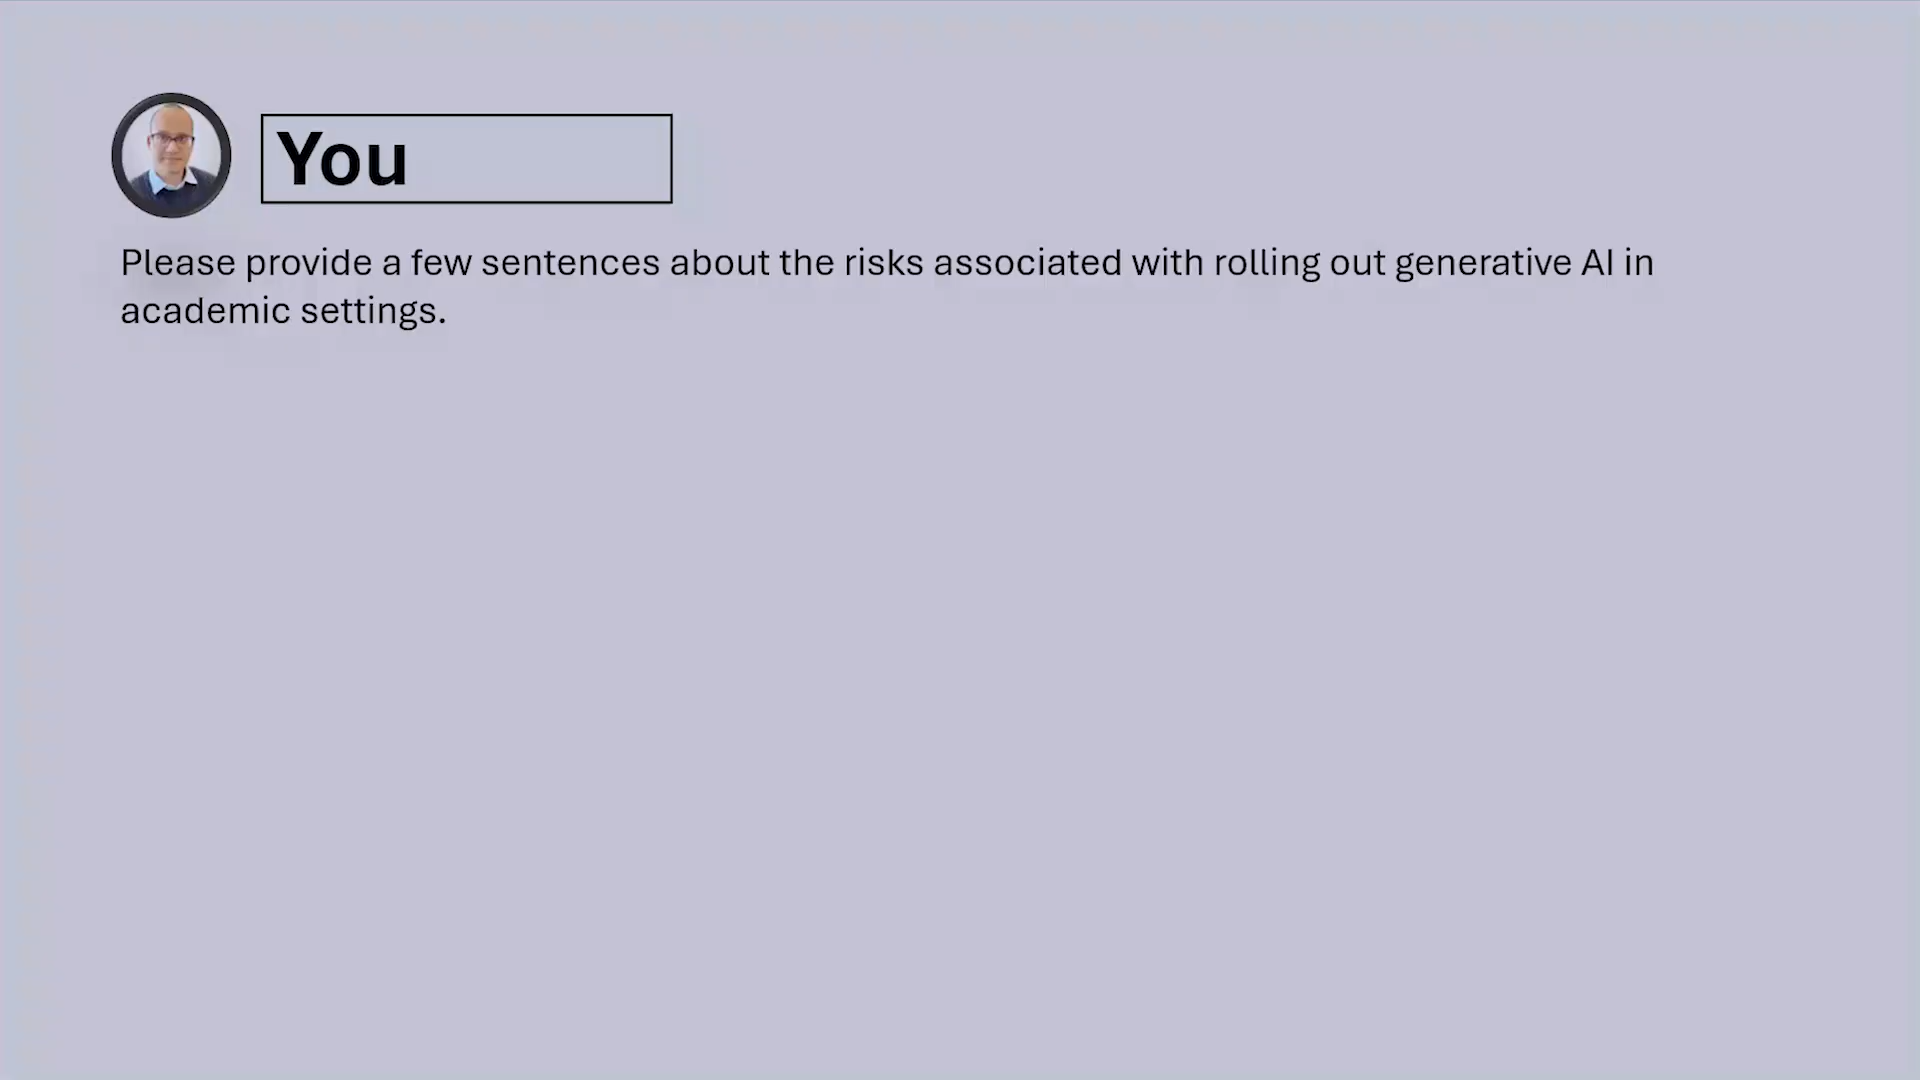 You
Please provide a few sentences about the risks associated with rolling out generative AI in
academic settings.